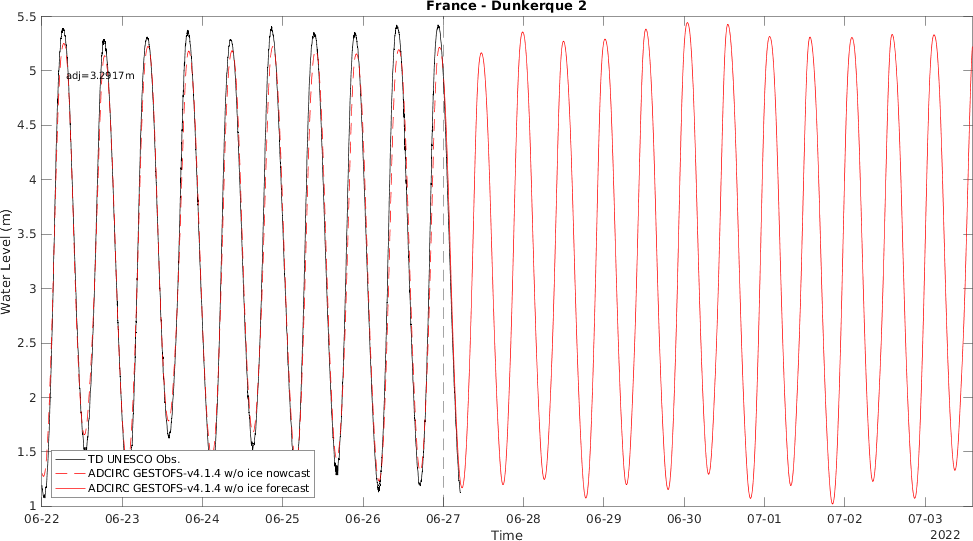 France - Dunkerque 2
5.5
5
4.5
4
3.5
3
2.5
2
1.5
1
Water Level (m)
adj=3.2917m
TD UNESCO Obs.
ADCIRC GESTOFS-v4.1.4 w/o ice nowcast
ADCIRC GESTOFS-v4.1.4 w/o ice forecast
06-22 06-23 06-24 06-25 06-26 06-27 06-28 06-29 06-30 07-01 07-02 07-03
Time
2022